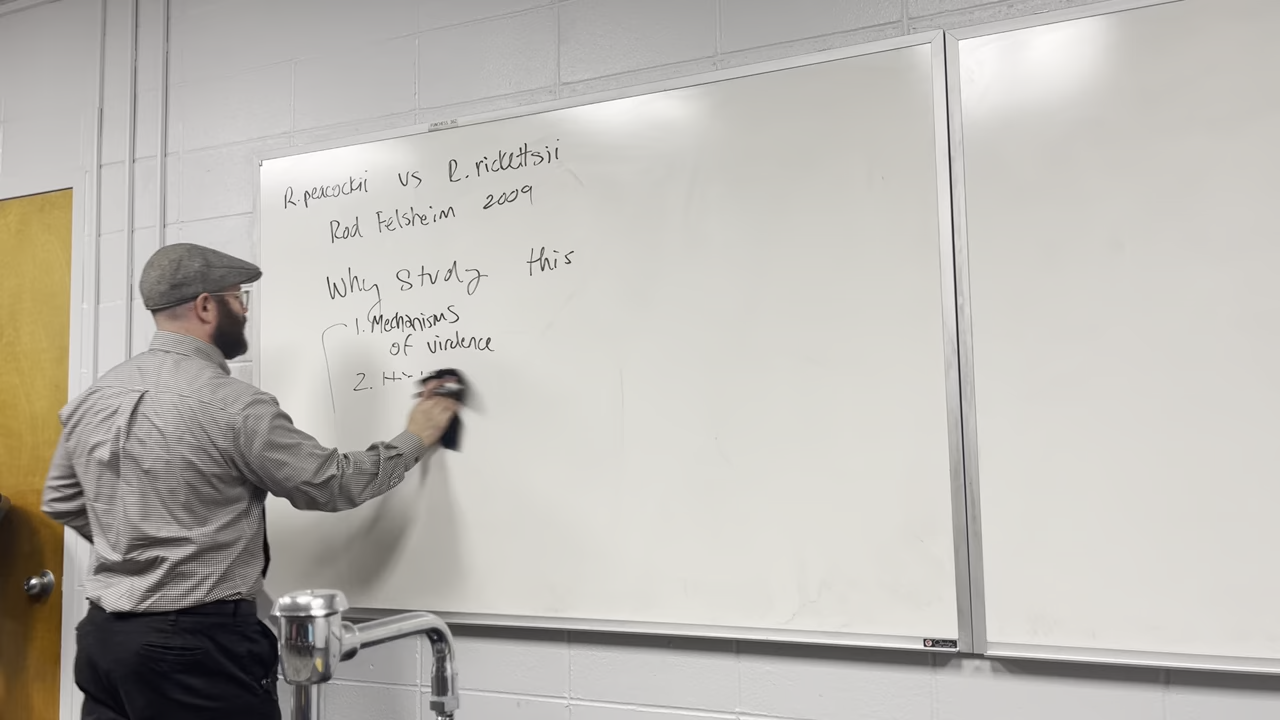 R. peacockii vs R. rickettsii
Rod Felsheim 2009
Why Study this
1. Mechanisms
of virulence
2.